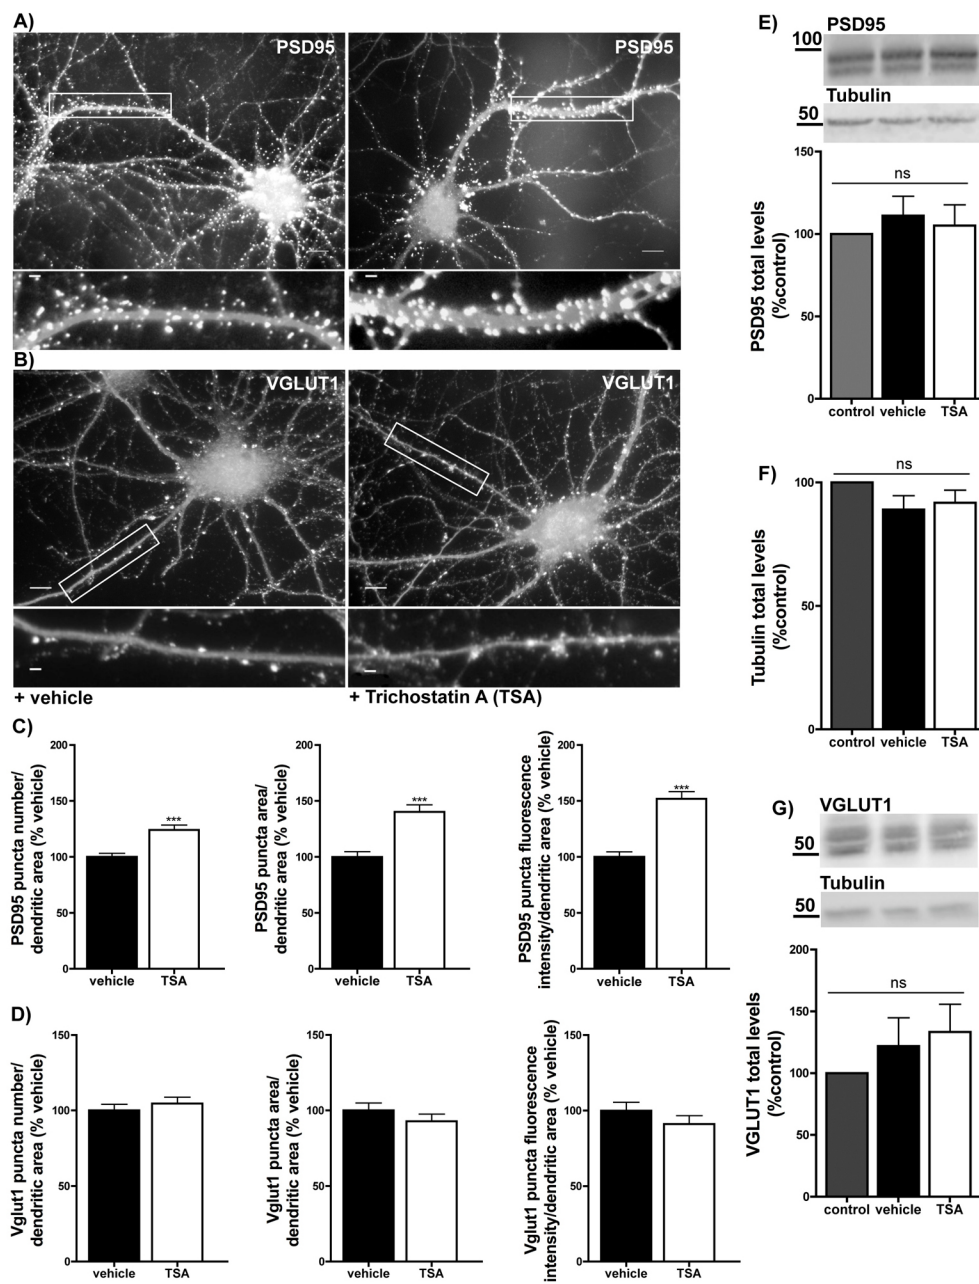 A)
PSD95
PSD95
B)
VGLUT1
VGLUT1
+ vehicle
+ Trichostatin A (TSA)
C)
PSD95 puncta number/
dendritic area (% vehicle)
200
150
100
50
0
vehicle
TSA
***
PSD95 puncta area/
dendritic area (% vehicle)
200
150
100
50
0
vehicle
TSA
***
PSD95 puncta fluorescence
intensity/dendritic area (% vehicle)
200
150
100
50
0
vehicle
TSA
***
D)
Vglut1 puncta number/
dendritic area (% vehicle)
150
100
50
0
vehicle
TSA
Vglut1 puncta area/
dendritic area (% vehicle)
150
100
50
0
vehicle
TSA
Vglut1 puncta fluorescence
intensity/dendritic area (% vehicle)
150
100
50
0
vehicle
TSA
E)
PSD95
100
Tubulin
50
PSD95 total levels
(%control)
150
100
50
0
ns
control
vehicle
TSA
F)
Tubulin total levels
(%control)
100
50
0
ns
control
vehicle
TSA
G)
VGLUT1
50
Tubulin
50
VGLUT1 total levels
(%control)
200
150
100
50
0
ns
control
vehicle
TSA